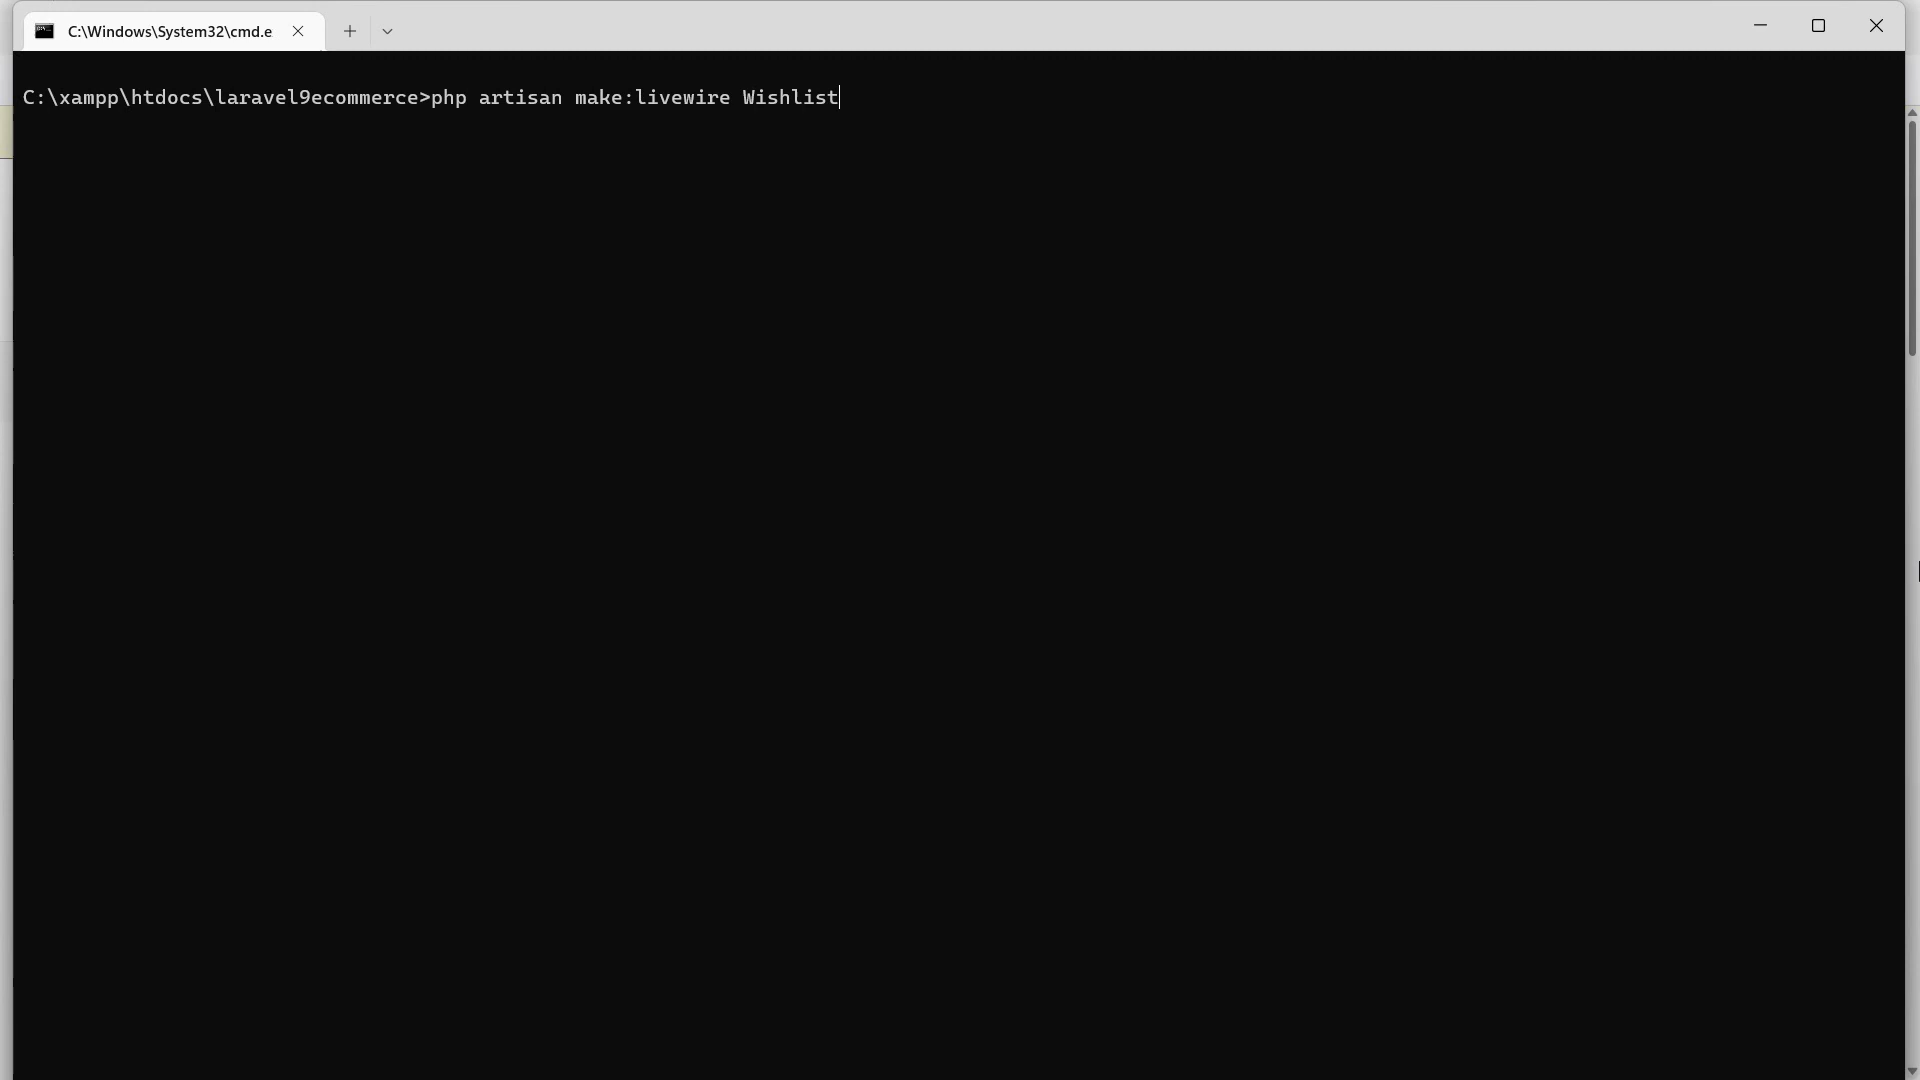 C:\Windows\System32\cmd.e
C:\xampp\htdocs\laravel9ecommerce>php artisan make:livewire Wishlist